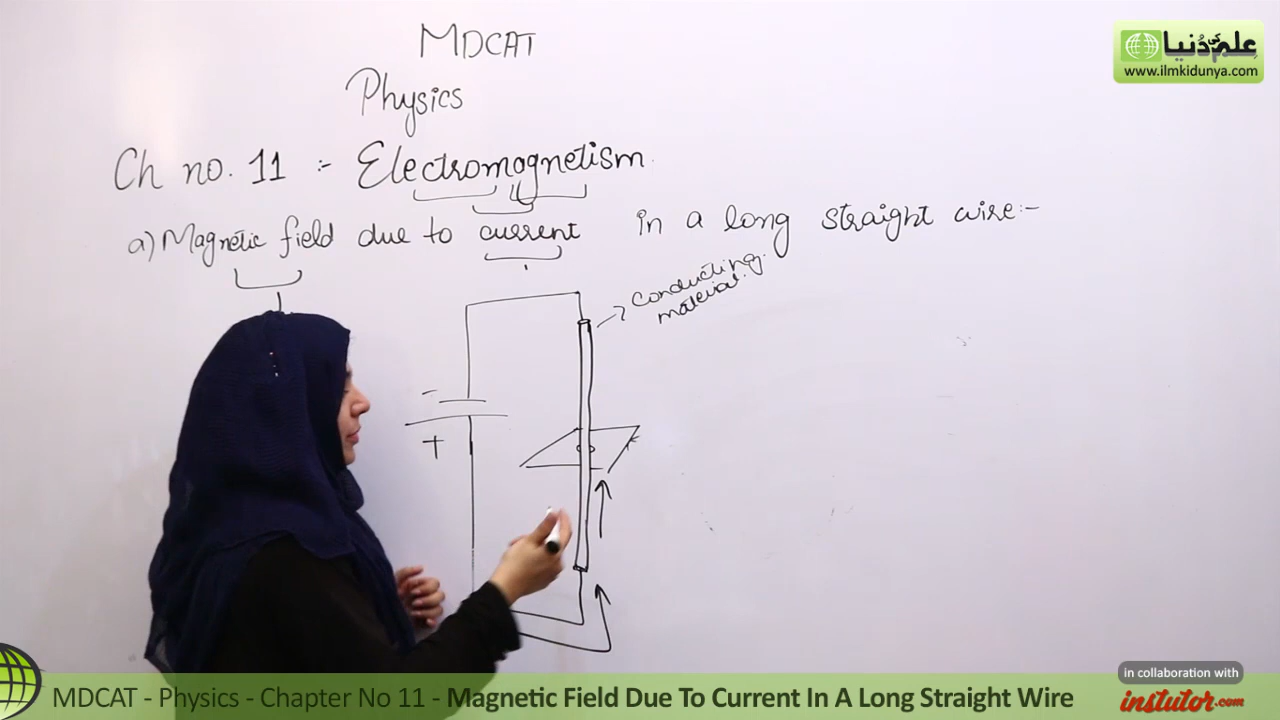 MDCAT
Physics
Ch no. 11 :- Electromagnetism.
a) Magnetic field due to current in a long straight wire:-
→ Conducting material.
-
+
علم کی دُنیا
www.ilmkidunya.com
in collaboration with
instutor.com
MDCAT - Physics - Chapter No 11 - Magnetic Field Due To Current In A Long Straight Wire